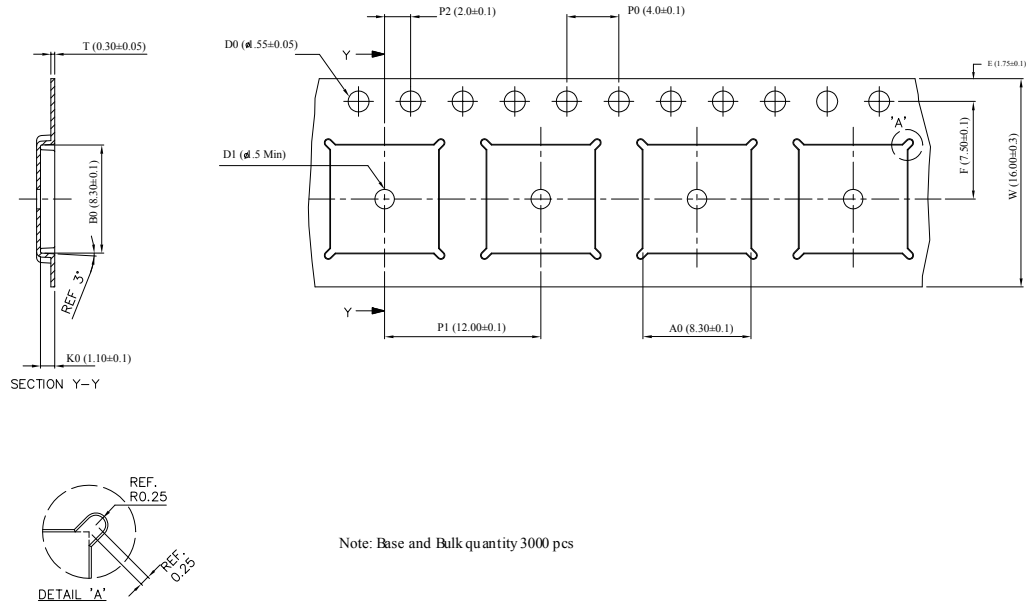 P2 (2.0±0.1)
P0 (4.0±0.1)
T (0.30±0.05)
D0 (ø1.55±0.05)
Y
E (1.75±0.1)
'A'
D1 (ø1.5 Min)
B0 (8.30±0.1)
F (7.50±0.1)
W (16.00±0.3)
REF 3°
Y
P1 (12.00±0.1)
A0 (8.30±0.1)
K0 (1.10±0.1)
SECTION Y-Y
REF.
R0.25
REF.
0.25
DETAIL 'A'
Note: Base and Bulk quantity 3000 pcs